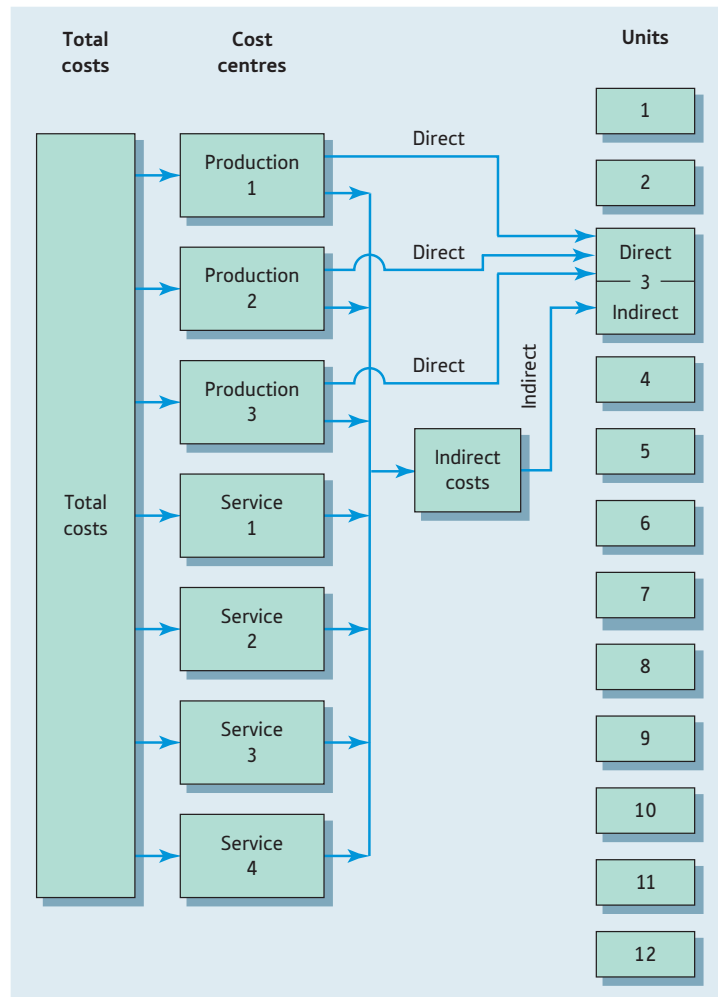 Total
costs
Cost
centres
Units
Total
costs
Production
1
Production
2
Production
3
Service
1
Service
2
Service
3
Service
4
Direct
Direct
Direct
Indirect
costs
Indirect
1
2
Direct
3
Indirect
4
5
6
7
8
9
10
11
12